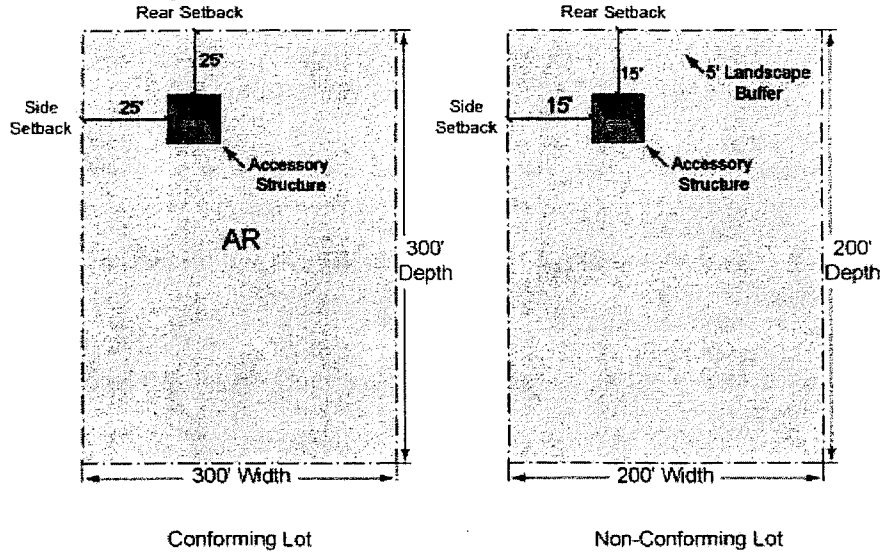 Rear Setback
25'
25'
Side
Setback
Accessory
Structure
AR
300'
Depth
300' Width
Conforming Lot
Rear Setback
15'
5' Landscape
Buffer
15'
Side
Setback
Accessory
Structure
200'
Depth
200' Width
Non-Conforming Lot